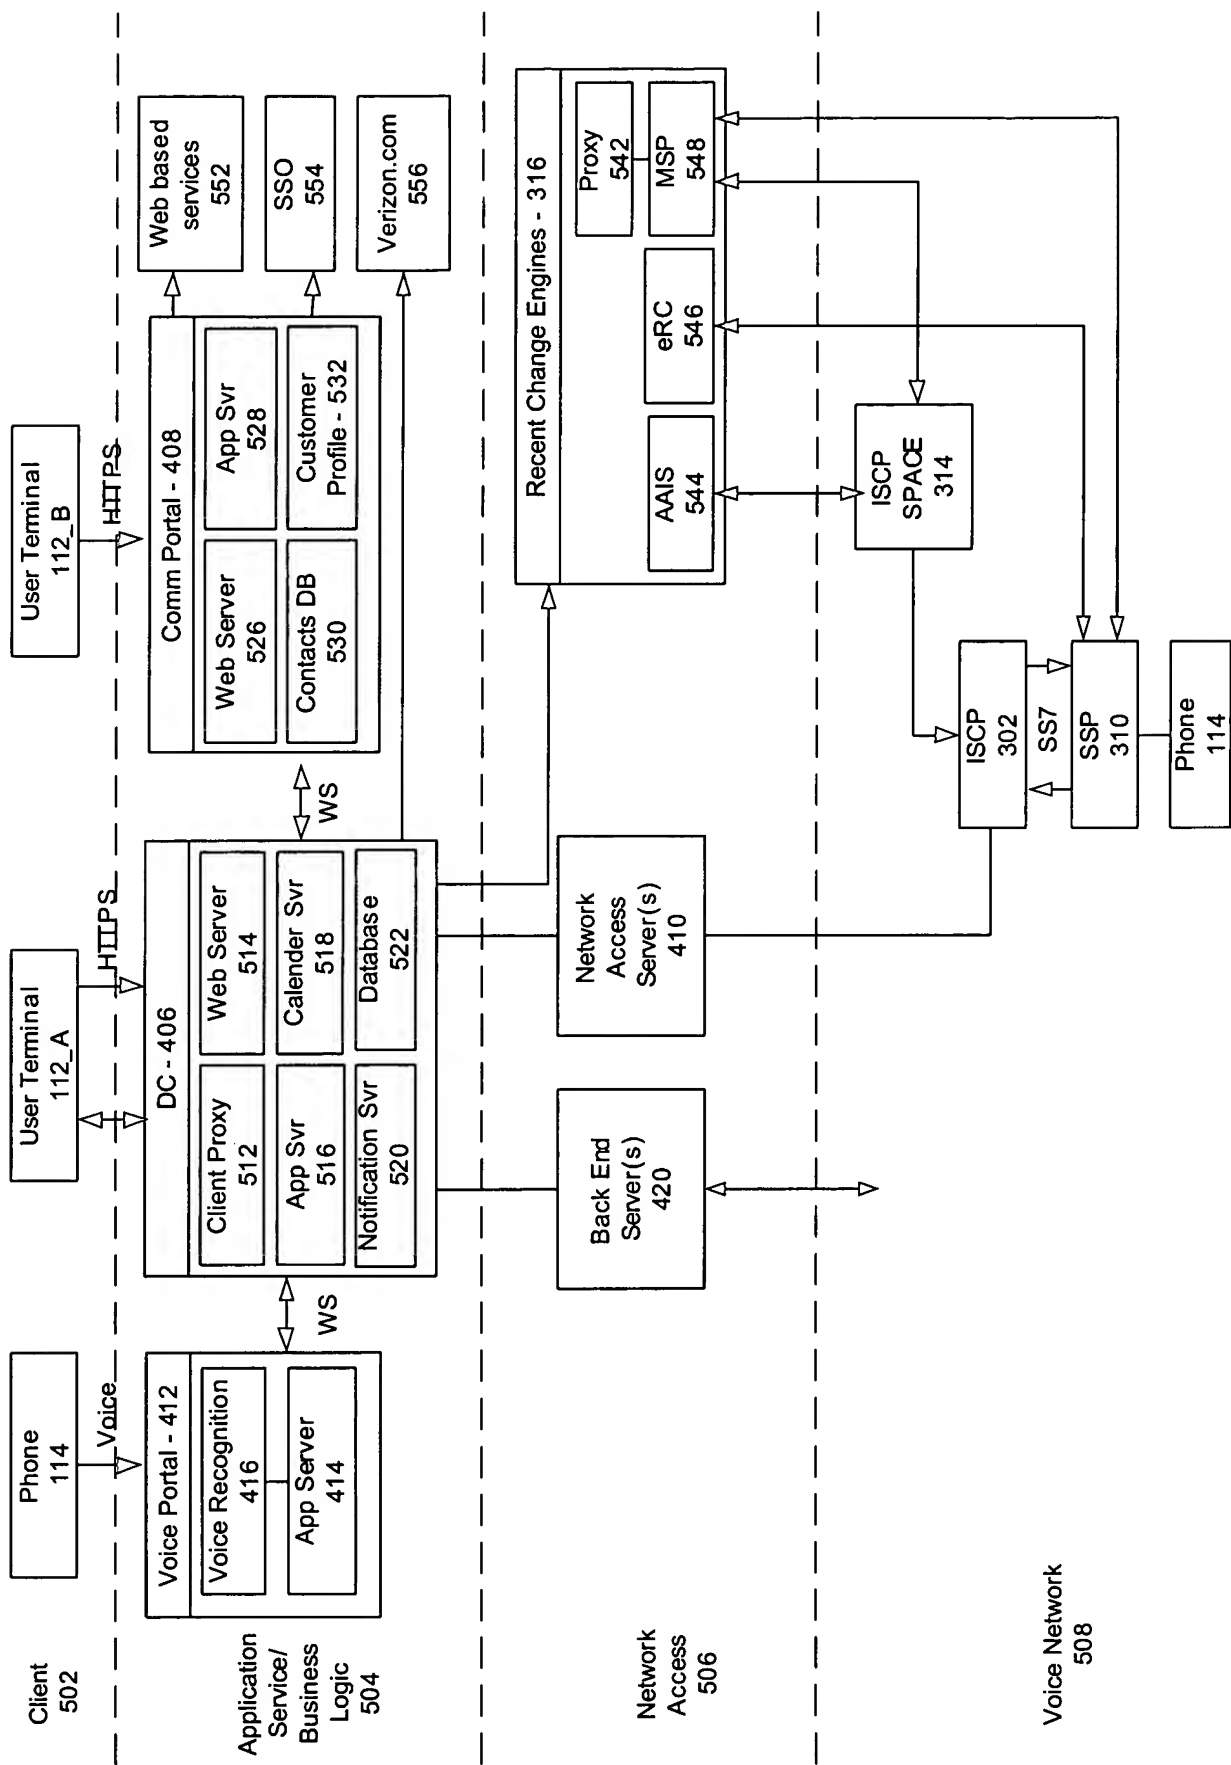 Client
502
Phone
114
User Terminal
112_A
User Terminal
112_B
Voice
HTTPS
HTTPS
Application
Service/
Business
Logic
504
Voice Portal - 412
Voice Recognition
416
App Server
414
WS
DC - 406
Client Proxy
512
Web Server
514
App Svr
516
Calender Svr
518
Notification Svr
520
Database
522
WS
Comm Portal - 408
Web Server
526
App Svr
528
Contacts DB
530
Customer
Profile - 532
Web based
services
552
SSO
554
Verizon.com
556
Network
Access
506
Back End
Server(s)
420
Network
Access
Server(s)
410
Recent Change Engines - 316
Proxy
542
AAIS
544
eRC
546
MSP
548
Voice Network
508
ISCP
SPACE
314
ISCP
302
SS7
SSP
310
Phone
114